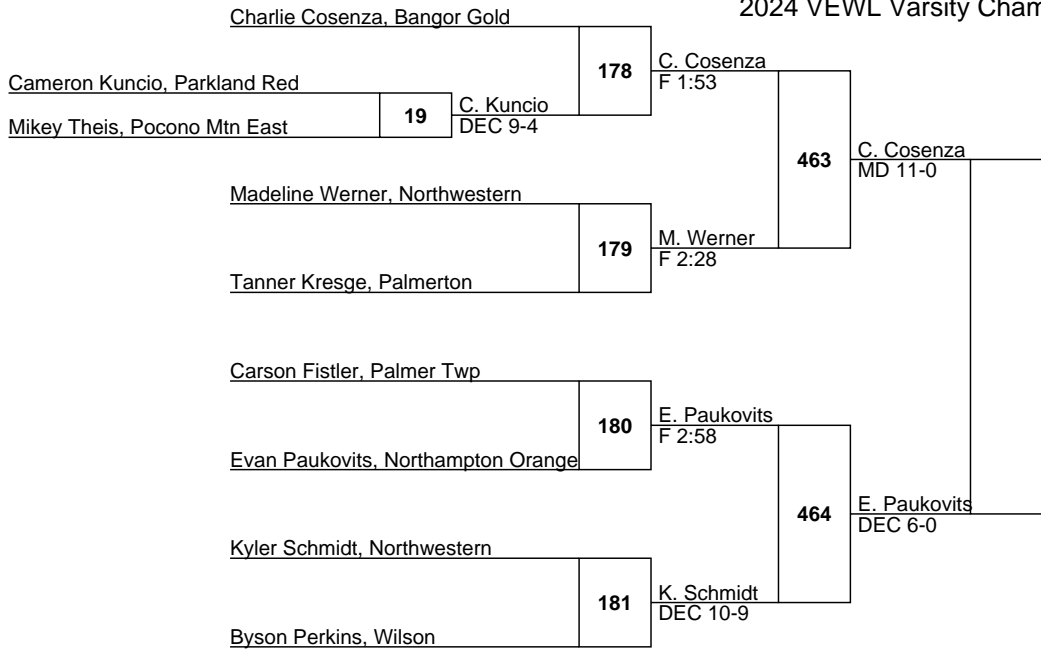 2024 VEWL Varsity Cham
Charlie Cosenza, Bangor Gold
178
C. Cosenza
F 1:53
Cameron Kuncio, Parkland Red
19
C. Kuncio
DEC 9-4
Mikey Theis, Pocono Mtn East
463
C. Cosenza
MD 11-0
Madeline Werner, Northwestern
179
M. Werner
F 2:28
Tanner Kresge, Palmerton
Carson Fistler, Palmer Twp
180
E. Paukovits
F 2:58
Evan Paukovits, Northampton Orange
464
E. Paukovits
DEC 6-0
Kyler Schmidt, Northwestern
181
K. Schmidt
DEC 10-9
Byson Perkins, Wilson